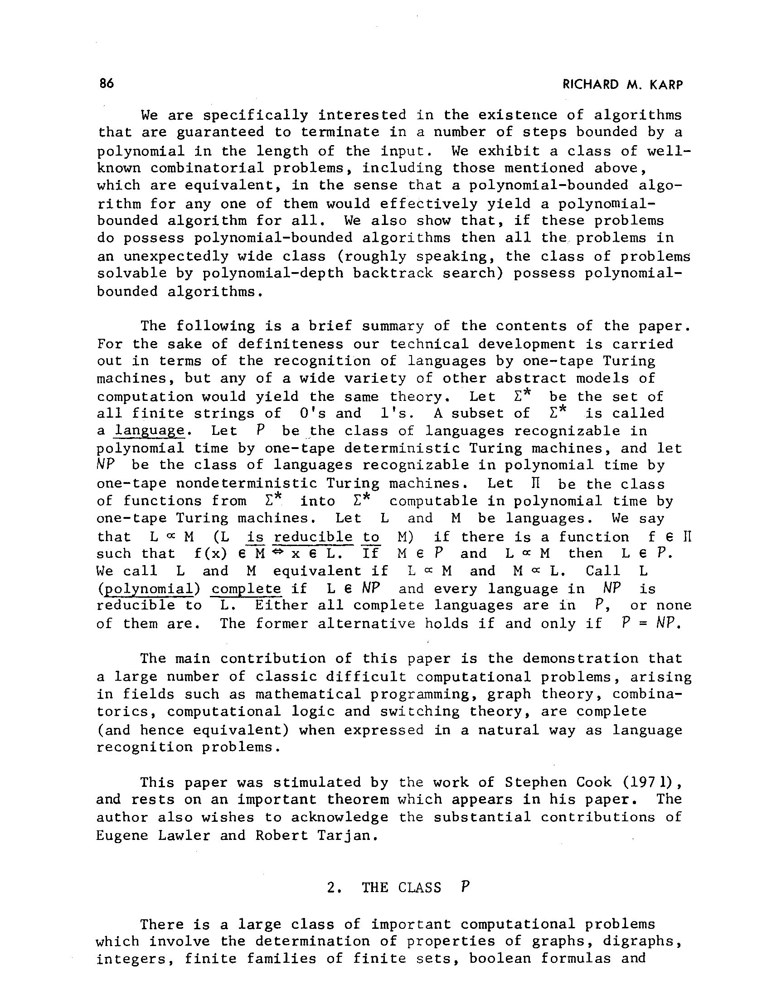 86 RICHARD M. KARP
We are specifically interested in the existence of algorithms
that are guaranteed to terminate in a number of steps bounded by a
polynomial in the length of the input. We exhibit a class of well-
known combinatorial problems, including those mentioned above,
which are equivalent, in the sense that a polynomial-bounded algo-
rithm for any one of them would effectively yield a polynomial-
bounded algorithm for all. We also show that, if these problems
do possess polynomial-bounded algorithms then all the problems in
an unexpectedly wide class (roughly speaking, the class of problems
solvable by polynomial-depth backtrack search) possess polynomial-
bounded algorithms.
The following is a brief summary of the contents of the paper.
For the sake of definiteness our technical development is carried
out in terms of the recognition of languages by one-tape Turing
machines, but any of a wide variety of other abstract models of
computation would yield the same theory. Let Σ* be the set of
all finite strings of 0's and 1's. A subset of Σ* is called
a language. Let P be the class of languages recognizable in
polynomial time by one-tape deterministic Turing machines, and let
NP be the class of languages recognizable in polynomial time by
one-tape nondeterministic Turing machines. Let Π be the class
of functions from Σ* into Σ* computable in polynomial time by
one-tape Turing machines. Let L and M be languages. We say
that L ∝ M (L is reducible to M) if there is a function f ∈ Π
such that f(x) ∈ M ⇔ x ∈ L. If M ∈ P and L ∝ M then L ∈ P.
We call L and M equivalent if L ∝ M and M ∝ L. Call L
(polynomial) complete if L ∈ NP and every language in NP is
reducible to L. Either all complete languages are in P, or none
of them are. The former alternative holds if and only if P = NP.
The main contribution of this paper is the demonstration that
a large number of classic difficult computational problems, arising
in fields such as mathematical programming, graph theory, combina-
torics, computational logic and switching theory, are complete
(and hence equivalent) when expressed in a natural way as language
recognition problems.
This paper was stimulated by the work of Stephen Cook (1971),
and rests on an important theorem which appears in his paper. The
author also wishes to acknowledge the substantial contributions of
Eugene Lawler and Robert Tarjan.
2. THE CLASS P
There is a large class of important computational problems
which involve the determination of properties of graphs, digraphs,
integers, finite families of finite sets, boolean formulas and